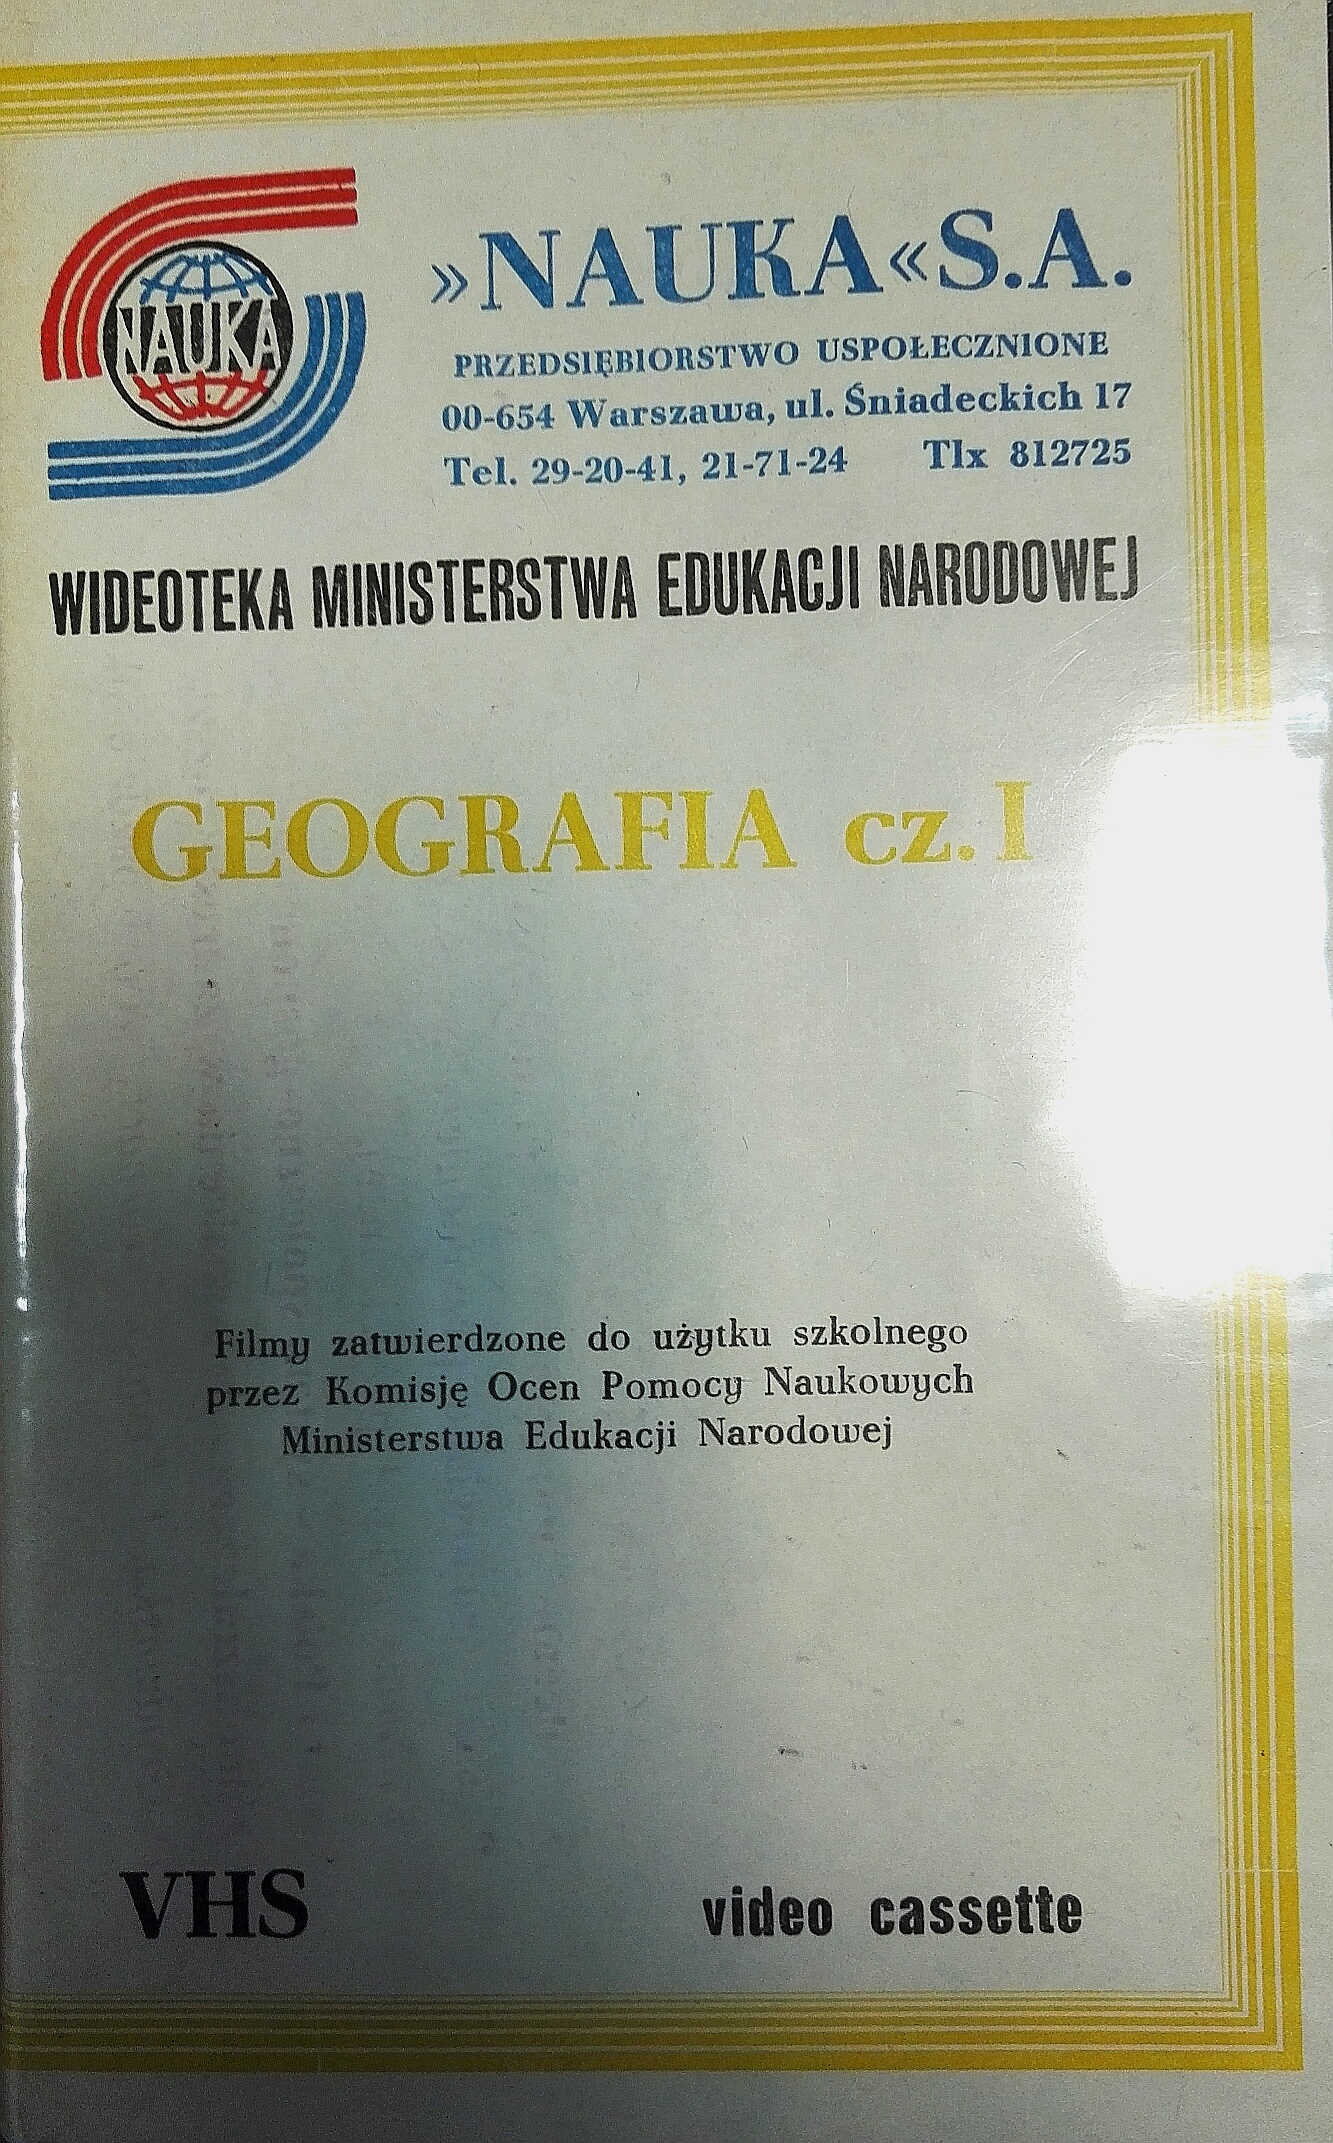 NAUKA
»NAUKA«S.A.
PRZEDSIĘBIORSTWO USPOŁECZNIONE
00-654 Warszawa, ul. Śniadeckich 17
Tel. 29-20-41, 21-71-24 Tlx 812725
WIDEOTEKA MINISTERSTWA EDUKACJI NARODOWEJ
GEOGRAFIA cz. I
Filmy zatwierdzone do użytku szkolnego
przez Komisję Ocen Pomocy Naukowych
Ministerstwa Edukacji Narodowej
VHS video cassette